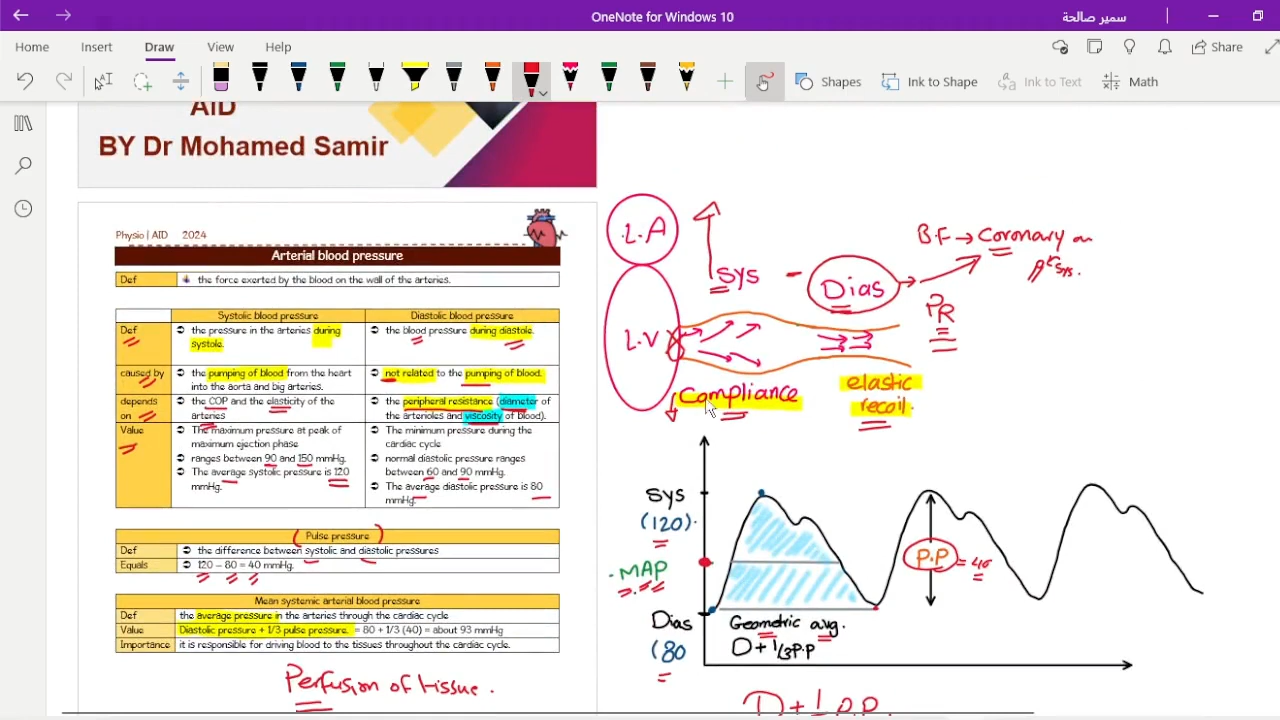 OneNote for Windows 10
سمير صالحة
Home Insert Draw View Help
Share
Shapes
Ink to Shape
Ink to Text
Math
AID
BY Dr Mohamed Samir
Physio | AID 2024
Arterial blood pressure
Def
the force exerted by the blood on the wall of the arteries.
Systolic blood pressure
Diastolic blood pressure
Def
the pressure in the arteries during
systole.
the blood pressure during diastole.
caused by
the pumping of blood from the heart
into the aorta and big arteries.
not related to the pumping of blood.
depends
on
the COP and the elasticity of the
arteries
the peripheral resistance (diameter of
the arterioles and viscosity of blood).
Value
The maximum pressure at peak of
maximum ejection phase
ranges between 90 and 150 mmHg.
The average systolic pressure is 120
mmHg.
The minimum pressure during the
cardiac cycle
normal diastolic pressure ranges
between 60 and 90 mmHg.
The average diastolic pressure is 80
mmHg.
(Pulse pressure)
Def
the difference between systolic and diastolic pressures
Equals
120 – 80 = 40 mmHg.
Mean systemic arterial blood pressure
Def
the average pressure in the arteries through the cardiac cycle
Value
Diastolic pressure + 1/3 pulse pressure. = 80 + 1/3 (40) = about 93 mmHg
Importance
it is responsible for driving blood to the tissues throughout the cardiac cycle.
Perfusion of tissue.
L.A
L.V
Sys - Dias
B.F → Coronary
PR
Compliance
elastic
recoil.
Sys
(120).
MAP
Dias
(80
P.P = 40
Geometric avg.
D + 1/3 P.P
D + 1 P.P.